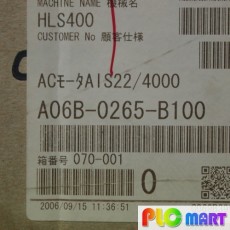 MACHINE NAME 機械名
HLS400
CUSTOMER No 顧客仕様
ACモータAIS22/4000
A06B-0265-B100
箱番号 070-001
0
2006/09/15 11:36:51
PLC MART